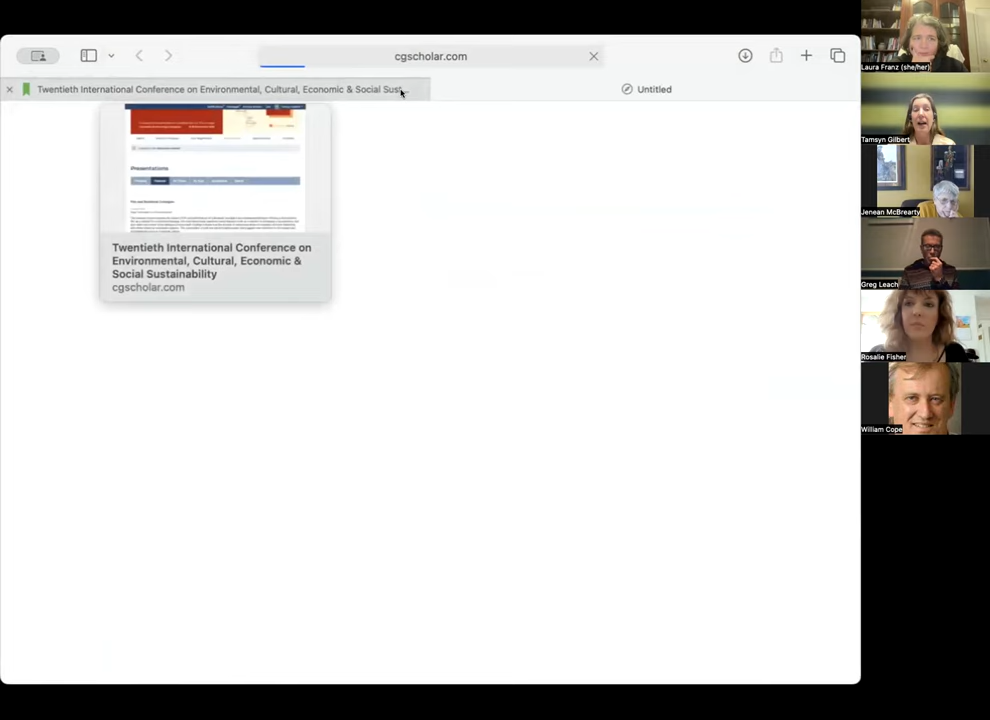 cgscholar.com
Twentieth International Conference on Environmental, Cultural, Economic & Social Sust...
Untitled
Presentations
Twentieth International Conference on
Environmental, Cultural, Economic &
Social Sustainability
cgscholar.com
Laura Franz (she/her)
Tamsyn Gilbert
Jenean McBrearty
Greg Leach
Rosalie Fisher
William Cope